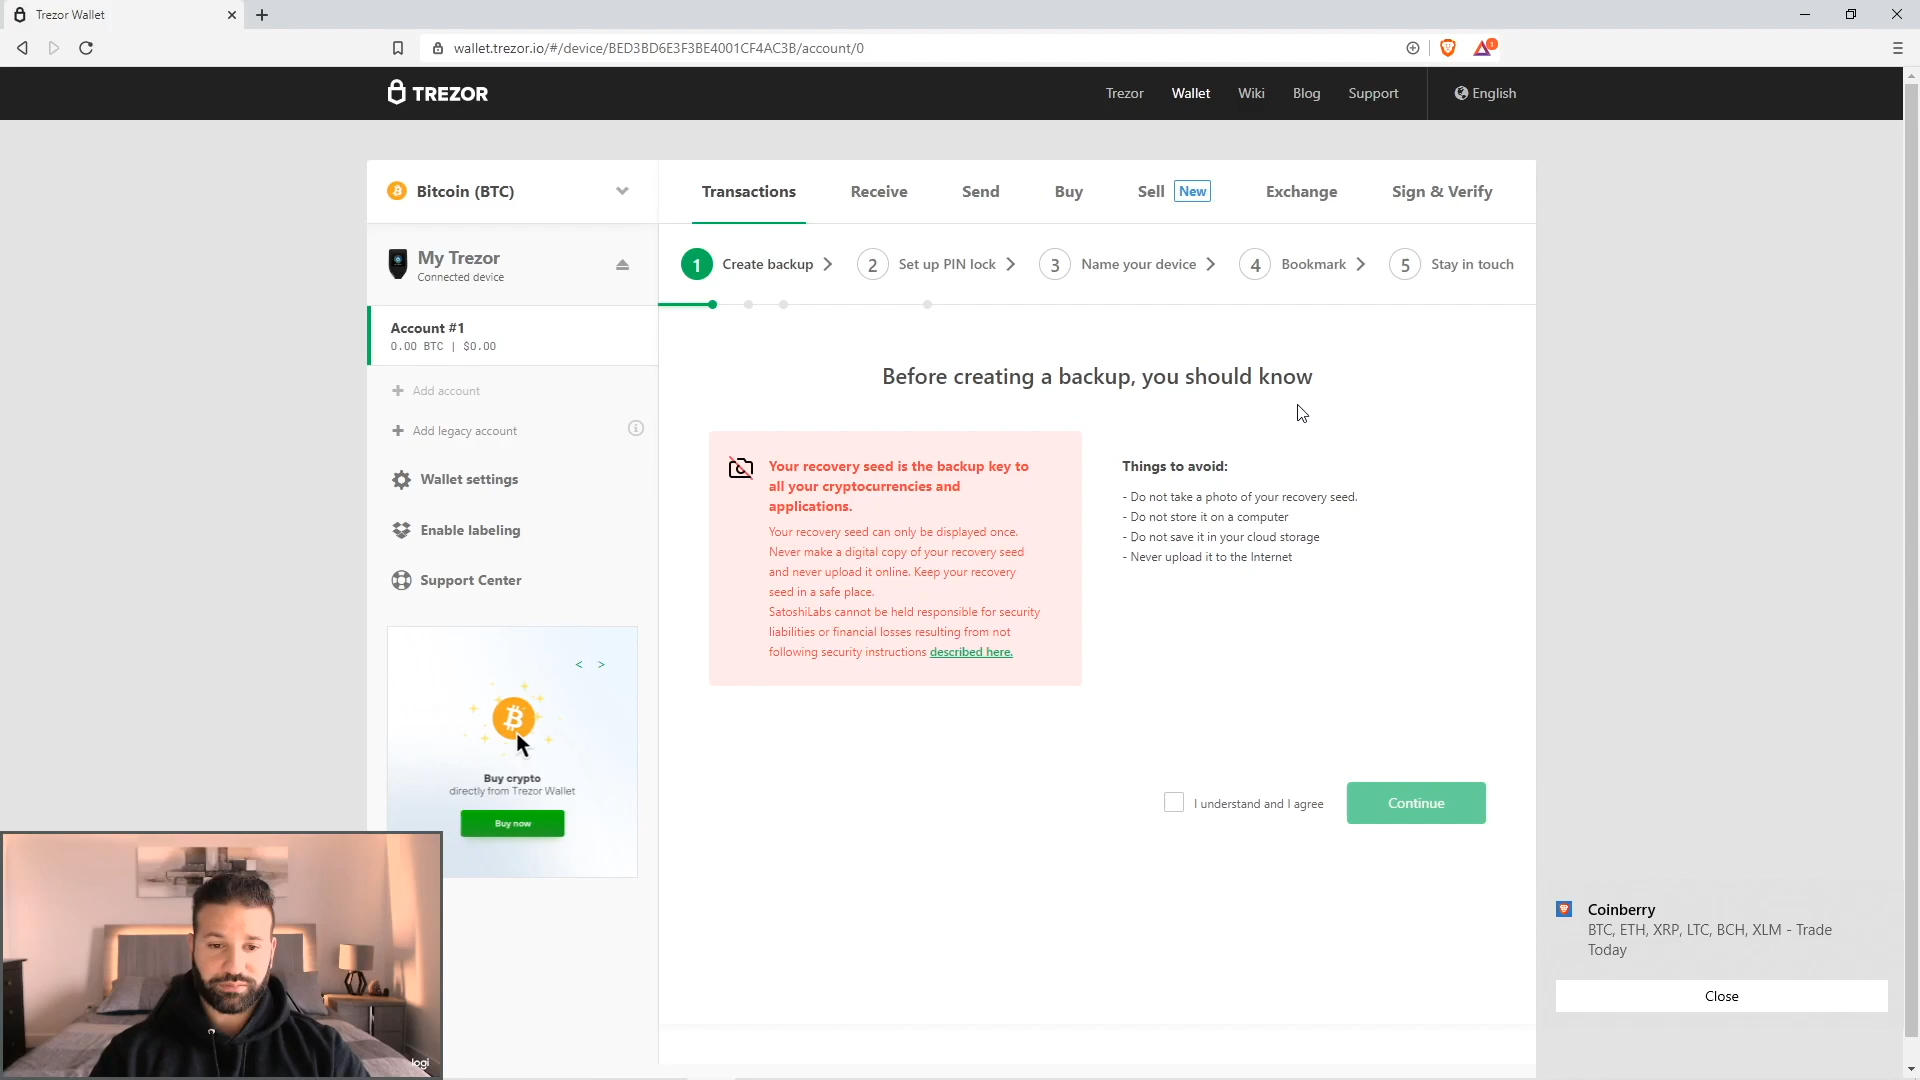 Trezor Wallet
wallet.trezor.io/#/device/BED3BD6E3F3BE4001CF4AC3B/account/0
1
TREZOR
Trezor
Wallet
Wiki
Blog
Support
English
Bitcoin (BTC)
Transactions
Receive
Send
Buy
Sell New
Exchange
Sign & Verify
My Trezor
Connected device
1 Create backup
2 Set up PIN lock
3 Name your device
4 Bookmark
5 Stay in touch
Account #1
0.00 BTC | $0.00
+ Add account
+ Add legacy account
Wallet settings
Enable labeling
Support Center
Before creating a backup, you should know
Your recovery seed is the backup key to
all your cryptocurrencies and
applications.
Your recovery seed can only be displayed once.
Never make a digital copy of your recovery seed
and never upload it online. Keep your recovery
seed in a safe place.
SatoshiLabs cannot be held responsible for security
liabilities or financial losses resulting from not
following security instructions described here.
Things to avoid:
- Do not take a photo of your recovery seed.
- Do not store it on a computer
- Do not save it in your cloud storage
- Never upload it to the Internet
< >
Buy crypto
directly from Trezor Wallet
Buy now
I understand and I agree
Continue
Coinberry
BTC, ETH, XRP, LTC, BCH, XLM - Trade
Today
Close
logi